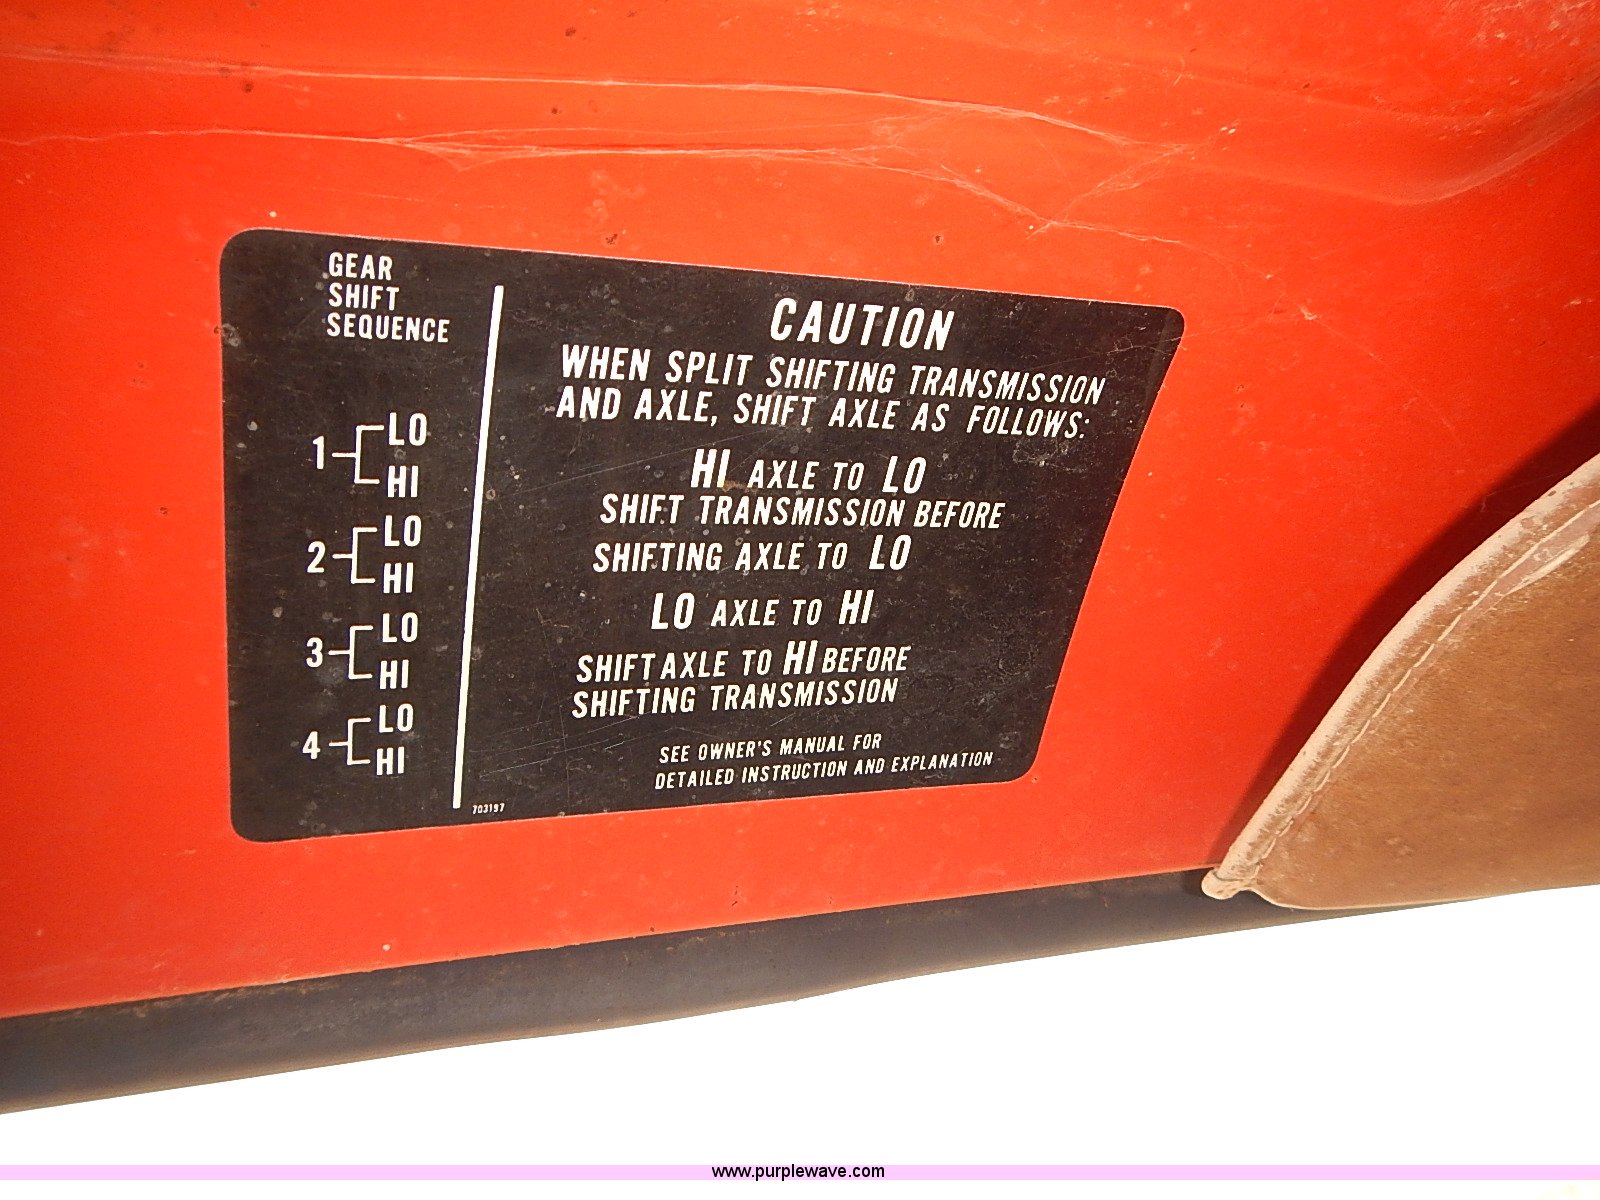 GEAR
SHIFT
SEQUENCE
1 LO
HI
2 LO
HI
3 LO
HI
4 LO
HI
CAUTION
WHEN SPLIT SHIFTING TRANSMISSION
AND AXLE, SHIFT AXLE AS FOLLOWS:
HI AXLE TO LO
SHIFT TRANSMISSION BEFORE
SHIFTING AXLE TO LO
LO AXLE TO HI
SHIFT AXLE TO HI BEFORE
SHIFTING TRANSMISSION
SEE OWNER'S MANUAL FOR
DETAILED INSTRUCTION AND EXPLANATION
703197
www.purplewave.com